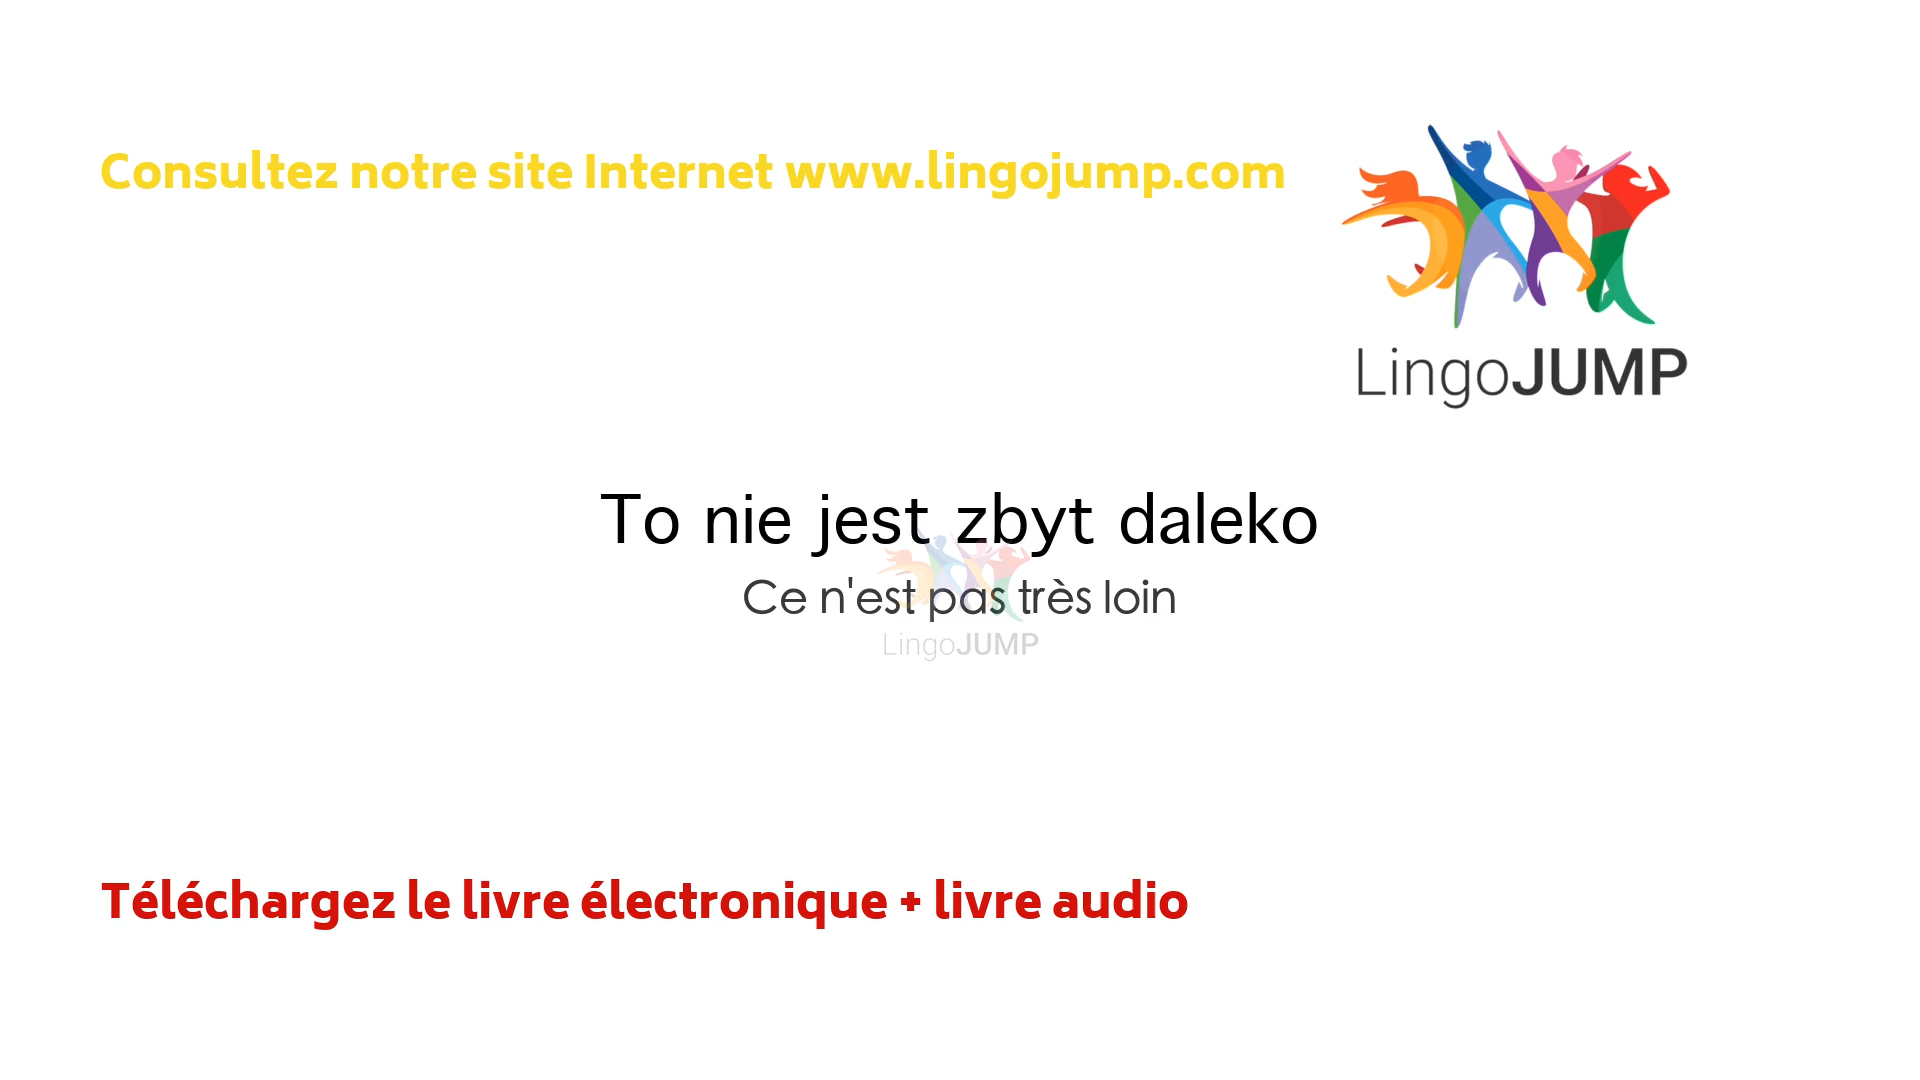 Consultez notre site Internet www.lingojump.com
LingoJUMP
To nie jest zbyt daleko
Ce n'est pas très loin
LingoJUMP
Téléchargez le livre électronique + livre audio